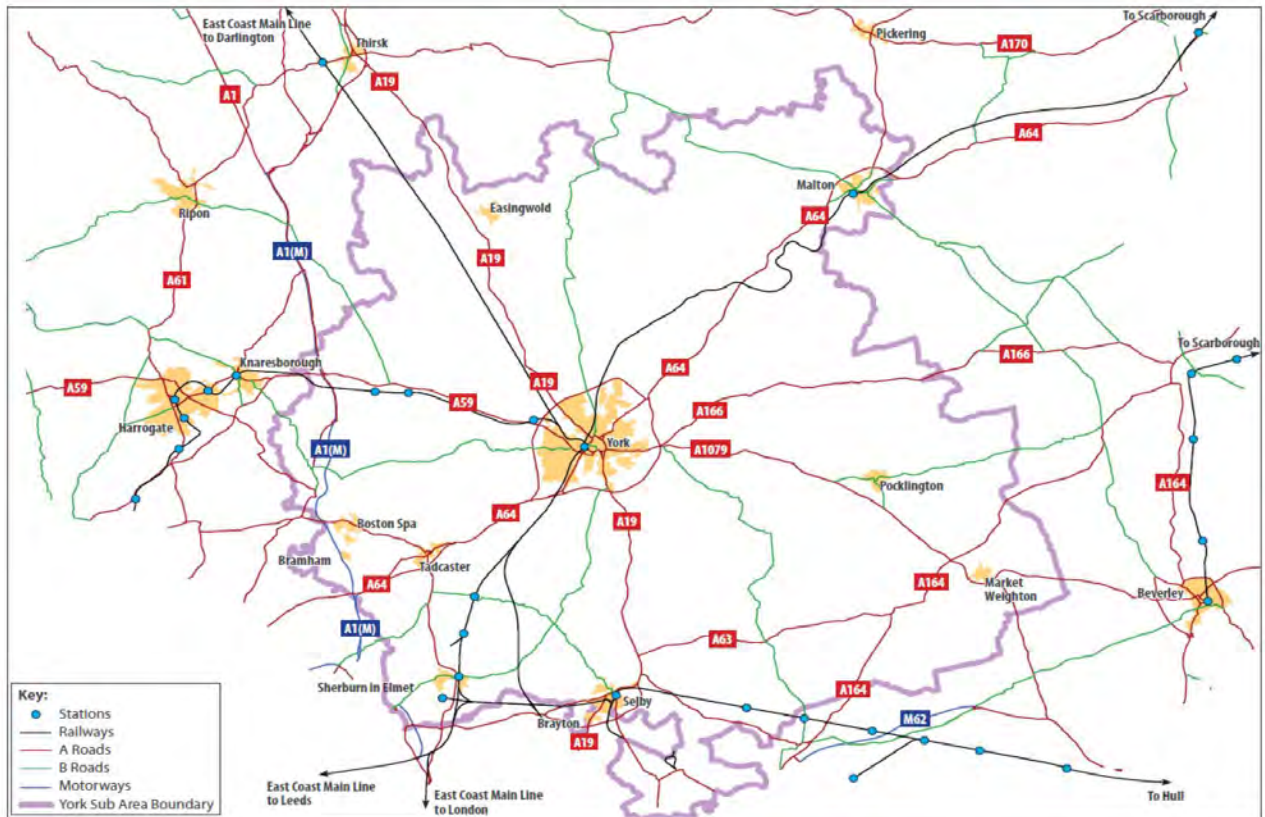 East Coast Main Line
to Darlington
To Scarborough
Thirsk
Pickering
A170
A1
A19
A64
Malton
Ripon
Easingwold
A64
A1(M)
A19
A61
Knaresborough
To Scarborough
A166
A59
A19
A64
A59
A166
Harrogate
York
A1(M)
A1079
Pocklington
A164
A64
A19
Boston Spa
Bramham
Tadcaster
A64
A164
Market
Weighton
Beverley
A1(M)
A63
Sherburn in Elmet
A164
Selby
Brayton
A19
M62
East Coast Main Line
to Leeds
East Coast Main Line
to London
To Hull
Key:
Stations
Railways
A Roads
B Roads
Motorways
York Sub Area Boundary